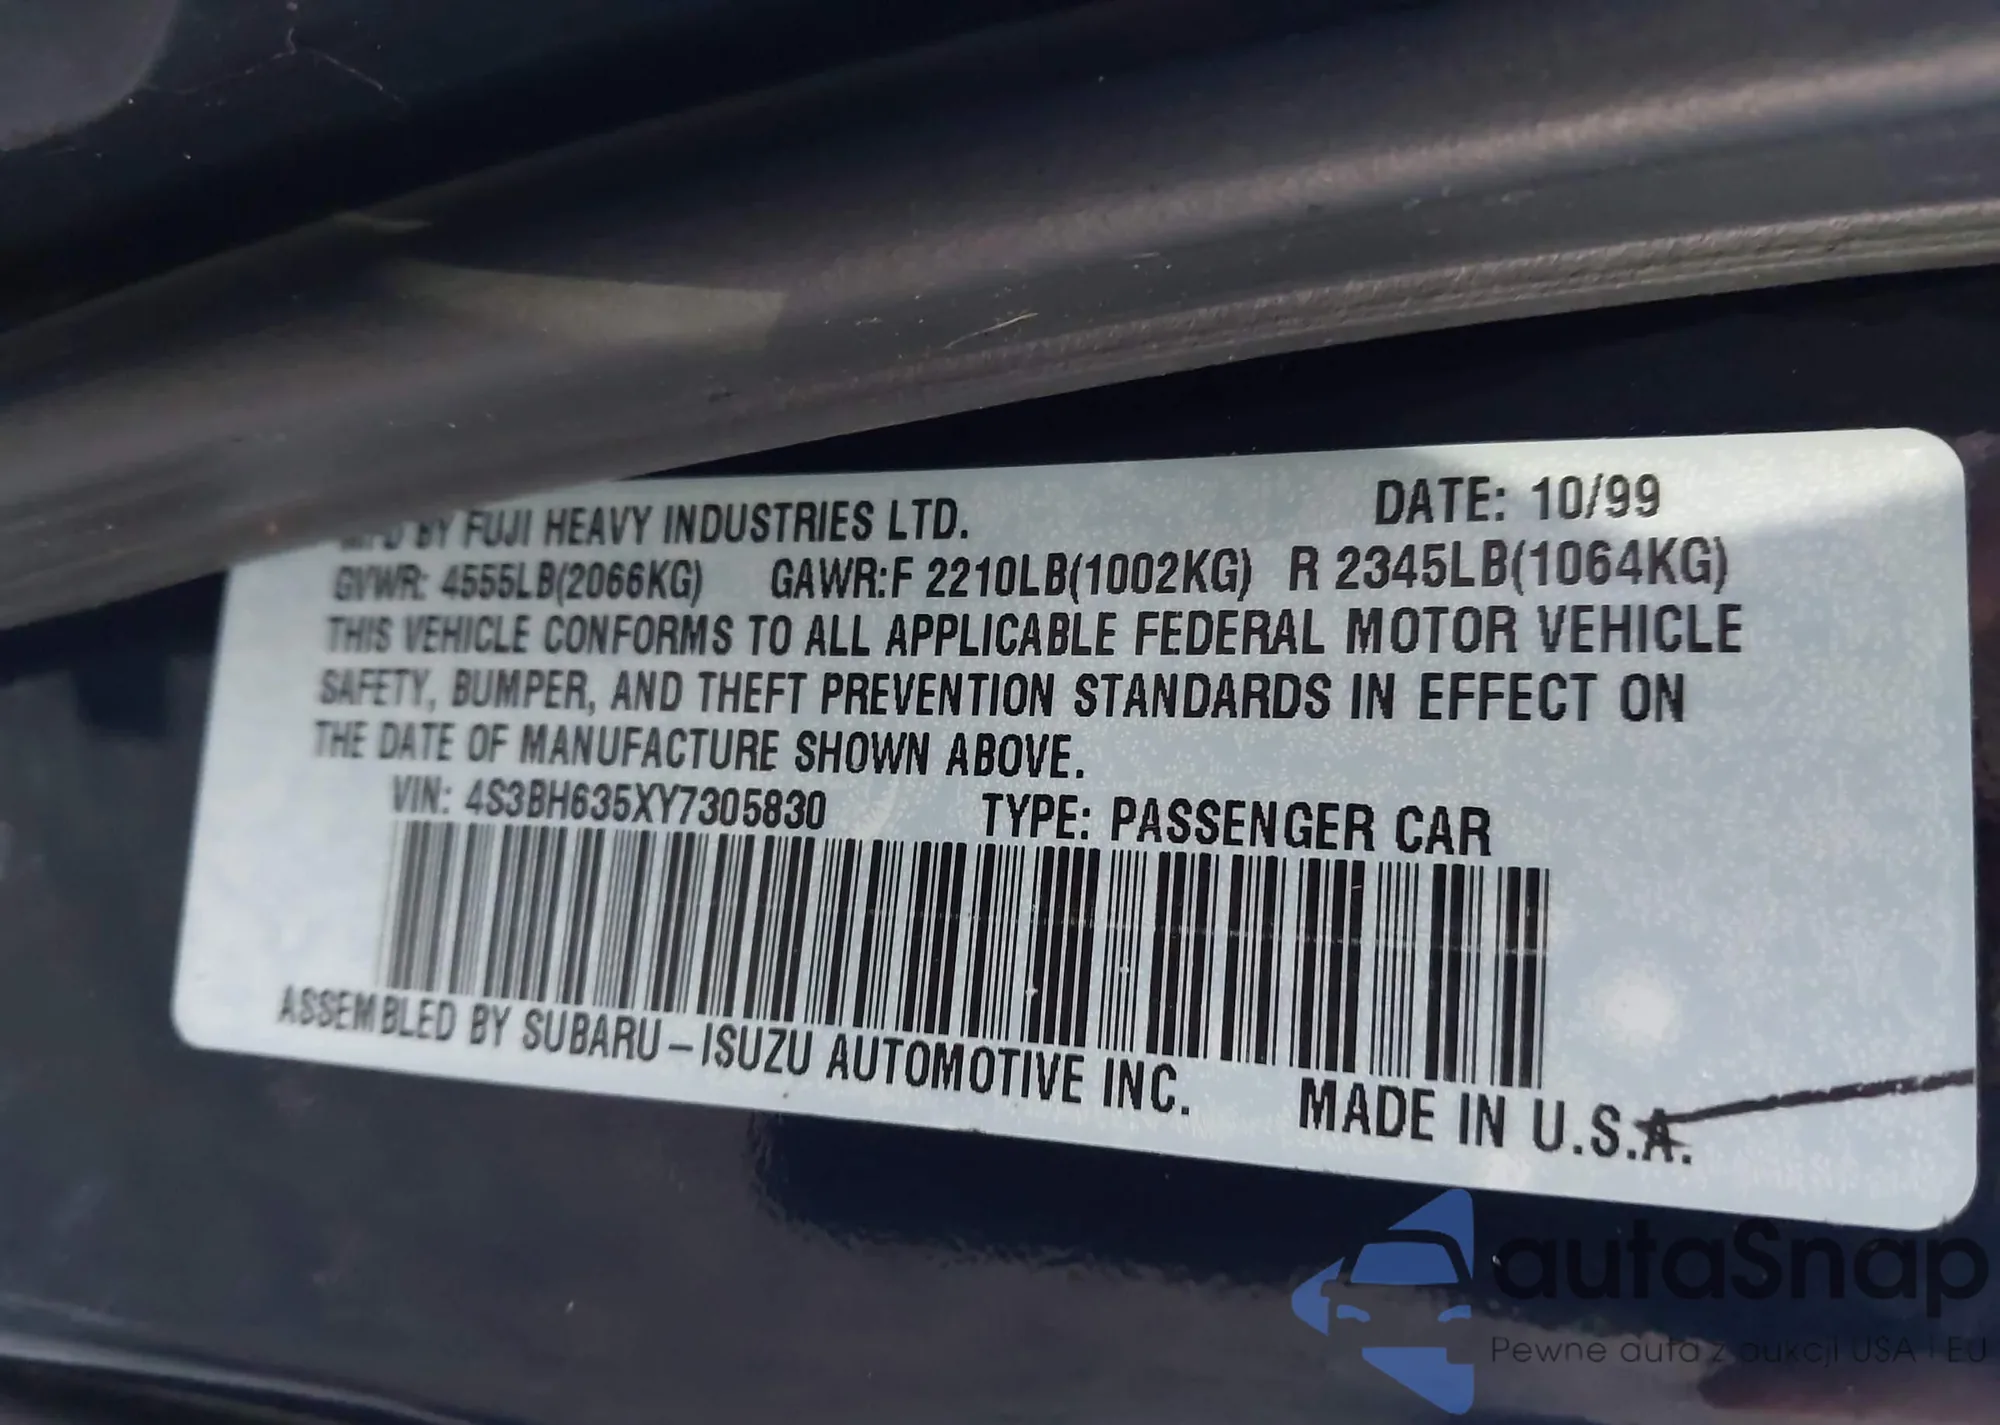 MFD BY FUJI HEAVY INDUSTRIES LTD. DATE: 10/99
GVWR: 4555LB(2066KG) GAWR:F 2210LB(1002KG) R 2345LB(1064KG)
THIS VEHICLE CONFORMS TO ALL APPLICABLE FEDERAL MOTOR VEHICLE
SAFETY, BUMPER, AND THEFT PREVENTION STANDARDS IN EFFECT ON
THE DATE OF MANUFACTURE SHOWN ABOVE.
VIN: 4S3BH635XY7305830 TYPE: PASSENGER CAR
ASSEMBLED BY SUBARU-ISUZU AUTOMOTIVE INC. MADE IN U.S.A.
autaSnap
Pewne auta z aukcji USA i EU